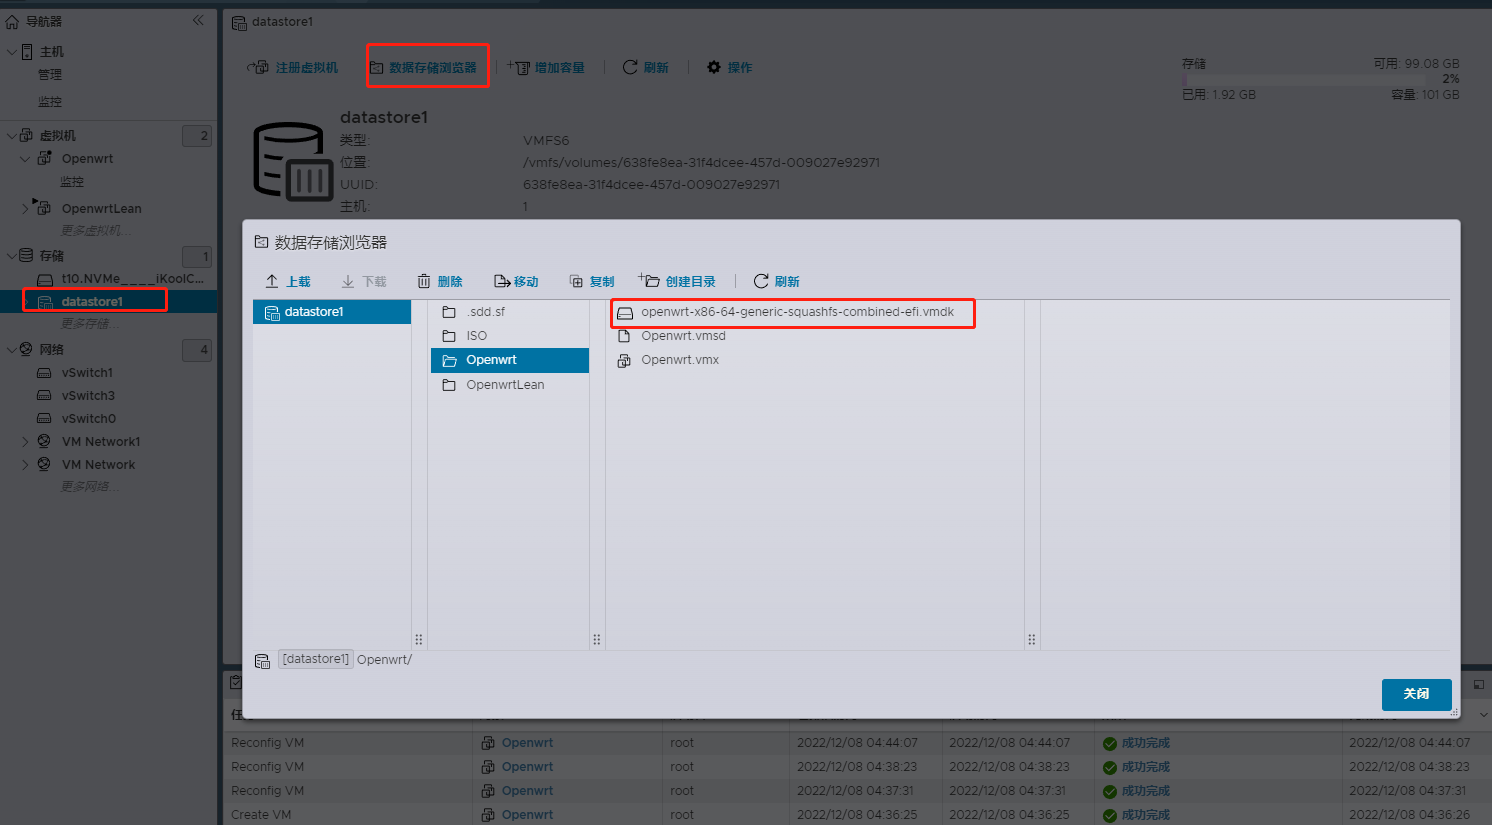 导航器
主机
管理
监控
虚拟机 2
Openwrt
监控
OpenwrtLean
更多虚拟机...
存储 1
t10.NVMe____iKoolC...
datastore1
更多存储...
网络 4
vSwitch1
vSwitch3
vSwitch0
VM Network1
VM Network
更多网络...
datastore1
注册虚拟机 数据存储浏览器 增加容量 刷新 操作
存储 可用: 99.08 GB
2%
已用: 1.92 GB 容量: 101 GB
datastore1
类型: VMFS6
位置: /vmfs/volumes/638fe8ea-31f4dcee-457d-009027e92971
UUID: 638fe8ea-31f4dcee-457d-009027e92971
主机: 1
数据存储浏览器
上载 下载 删除 移动 复制 创建目录 刷新
datastore1
.sdd.sf
ISO
Openwrt
OpenwrtLean
openwrt-x86-64-generic-squashfs-combined-efi.vmdk
Openwrt.vmsd
Openwrt.vmx
[datastore1] Openwrt/
关闭
Reconfig VM Openwrt root 2022/12/08 04:44:07 2022/12/08 04:44:07 成功完成 2022/12/08 04:44:07
Reconfig VM Openwrt root 2022/12/08 04:38:23 2022/12/08 04:38:23 成功完成 2022/12/08 04:38:23
Reconfig VM Openwrt root 2022/12/08 04:37:31 2022/12/08 04:37:31 成功完成 2022/12/08 04:37:31
Create VM Openwrt root 2022/12/08 04:36:25 2022/12/08 04:36:25 成功完成 2022/12/08 04:36:26